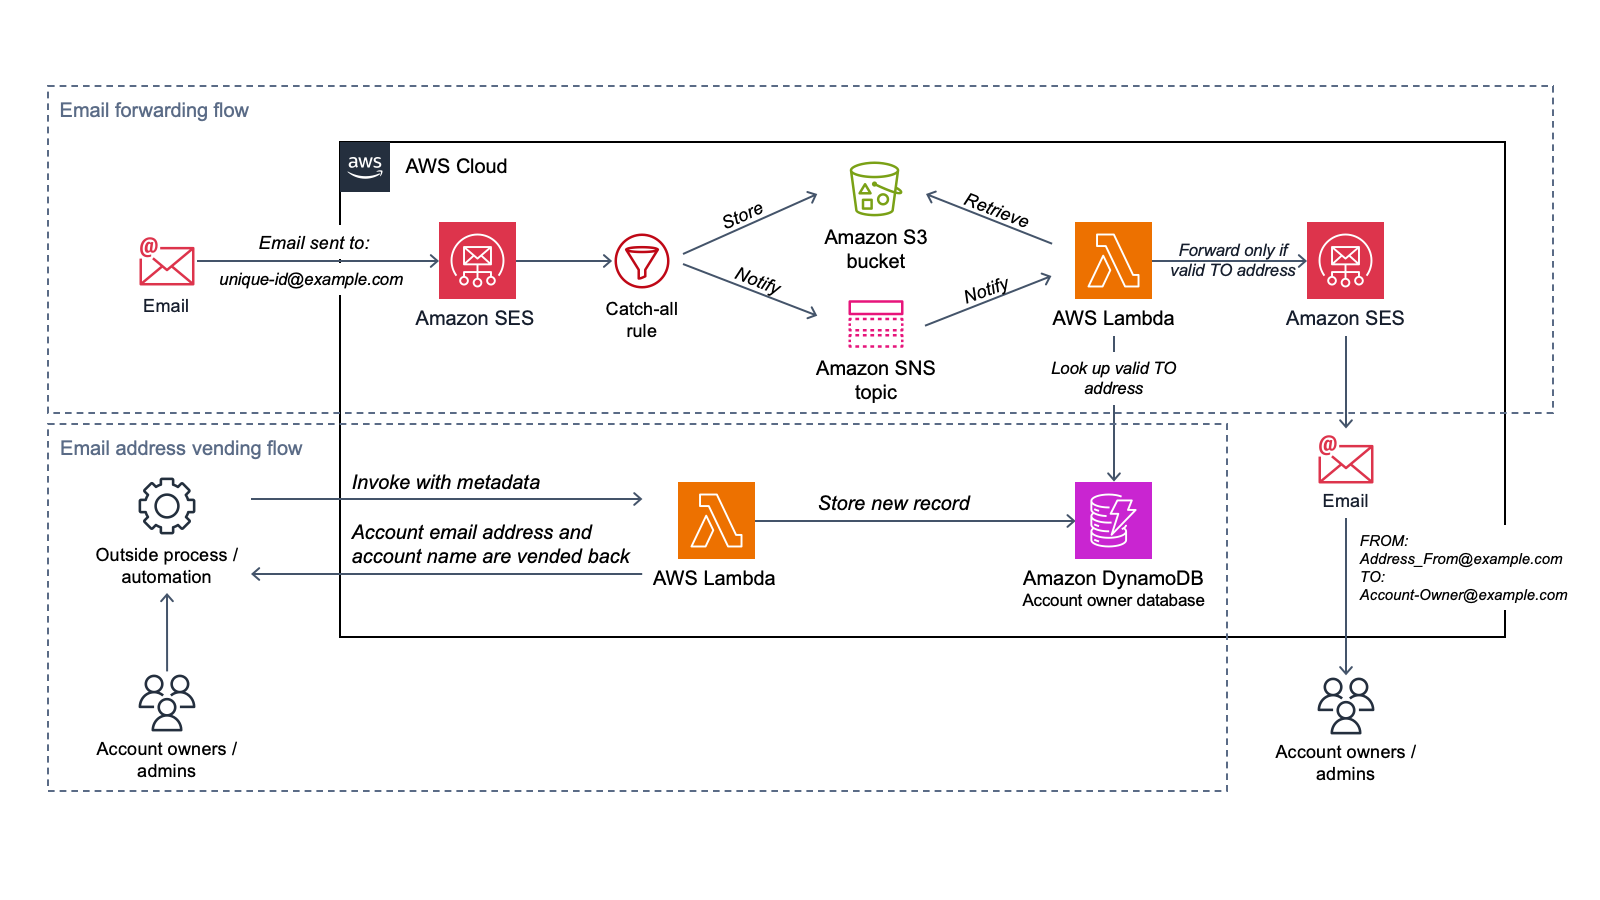 Email forwarding flow
aws
AWS Cloud
@
Email
Email sent to:
unique-id@example.com
Amazon SES
Catch-all
rule
Store
Notify
Amazon S3
bucket
Amazon SNS
topic
Retrieve
Notify
AWS Lambda
Look up valid TO
address
Forward only if
valid TO address
Amazon SES
@
Email
FROM:
Address_From@example.com
TO:
Account-Owner@example.com
Account owners /
admins
Email address vending flow
Outside process /
automation
Account owners /
admins
Invoke with metadata
Account email address and
account name are vended back
AWS Lambda
Store new record
Amazon DynamoDB
Account owner database